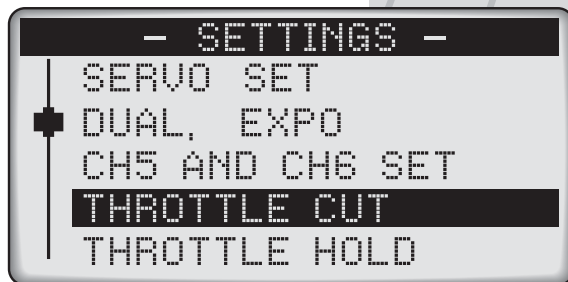 – SETTINGS –
SERVO SET
DUAL, EXPO
CH5 AND CH6 SET
THROTTLE CUT
THROTTLE HOLD